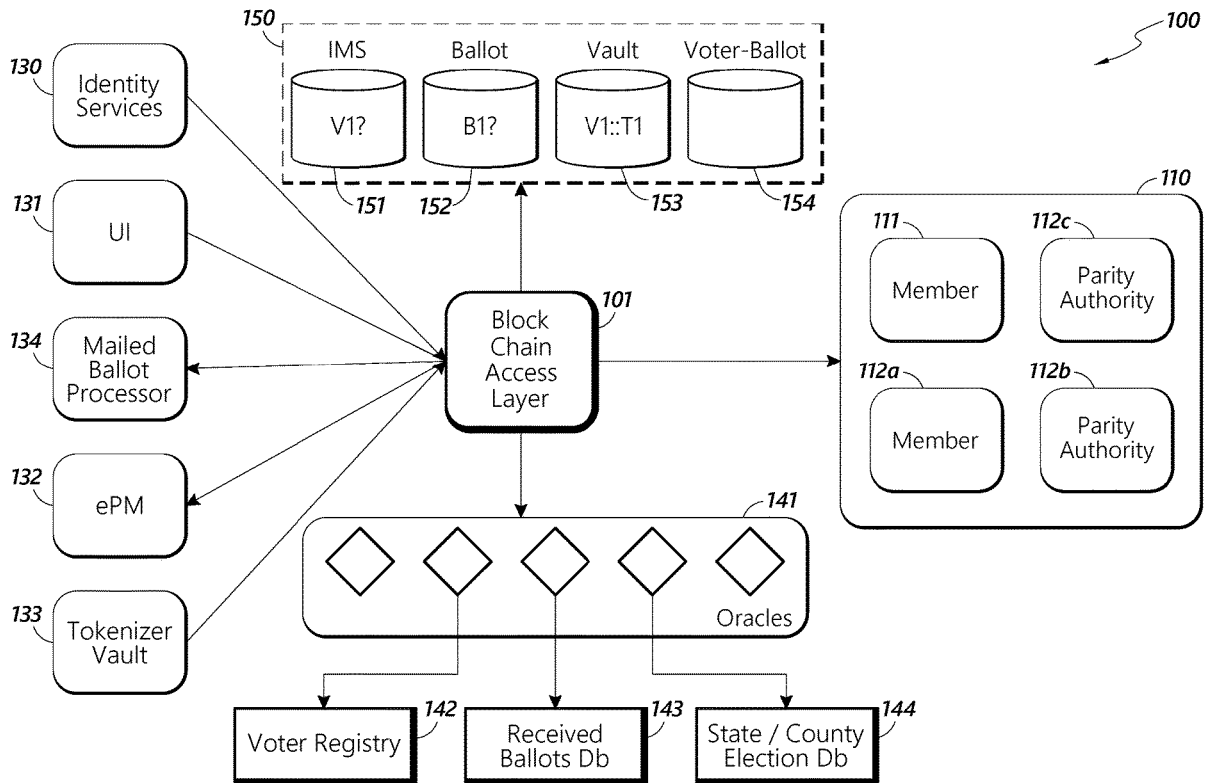 100
150
IMS
Ballot
Vault
Voter-Ballot
V1?
B1?
V1::T1
151
152
153
154
130
Identity
Services
131
UI
134
Mailed
Ballot
Processor
132
ePM
133
Tokenizer
Vault
101
Block
Chain
Access
Layer
110
111
Member
112c
Parity
Authority
112a
Member
112b
Parity
Authority
141
Oracles
142
Voter Registry
143
Received
Ballots Db
144
State / County
Election Db